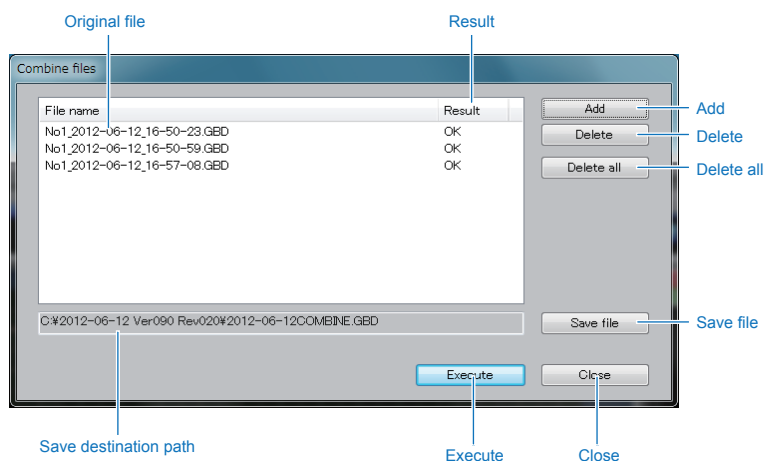 Original file
Result
Combine files
File name Result
Add
Add
No1_2012-06-12_16-50-23.GBD OK
Delete
Delete
No1_2012-06-12_16-50-59.GBD OK
No1_2012-06-12_16-57-08.GBD OK
Delete all
Delete all
C:¥2012-06-12 Ver090 Rev020¥2012-06-12COMBINE.GBD
Save file
Save file
Execute
Close
Save destination path
Execute
Close